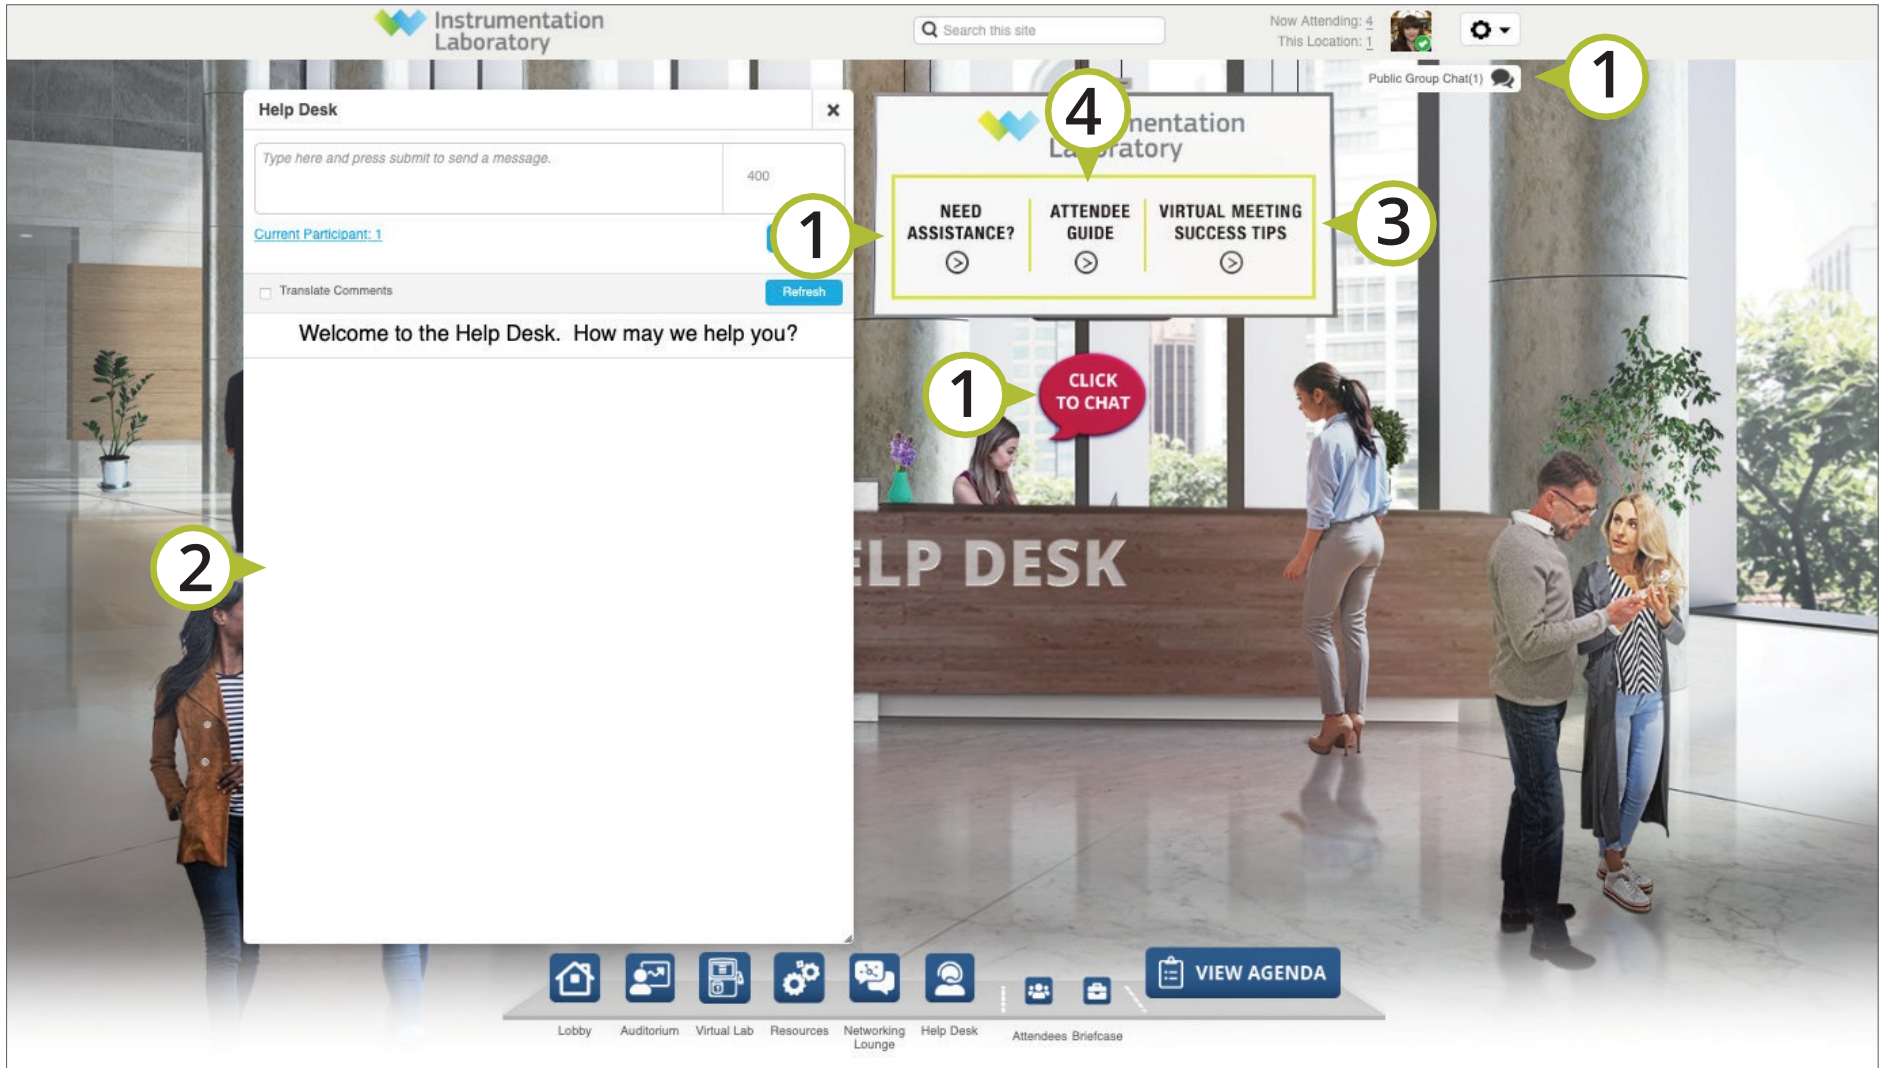 Instrumentation
Laboratory
Search this site
Now Attending: 4
This Location: 1
Public Group Chat(1)
1
Help Desk
Type here and press submit to send a message.
400
Current Participant: 1
Translate Comments
Refresh
Welcome to the Help Desk.  How may we help you?
1
4
mentation
Laboratory
NEED
ASSISTANCE?
ATTENDEE
GUIDE
VIRTUAL MEETING
SUCCESS TIPS
3
1
CLICK
TO CHAT
2
ELP DESK
VIEW AGENDA
Lobby
Auditorium
Virtual Lab
Resources
Networking
Lounge
Help Desk
Attendees
Briefcase